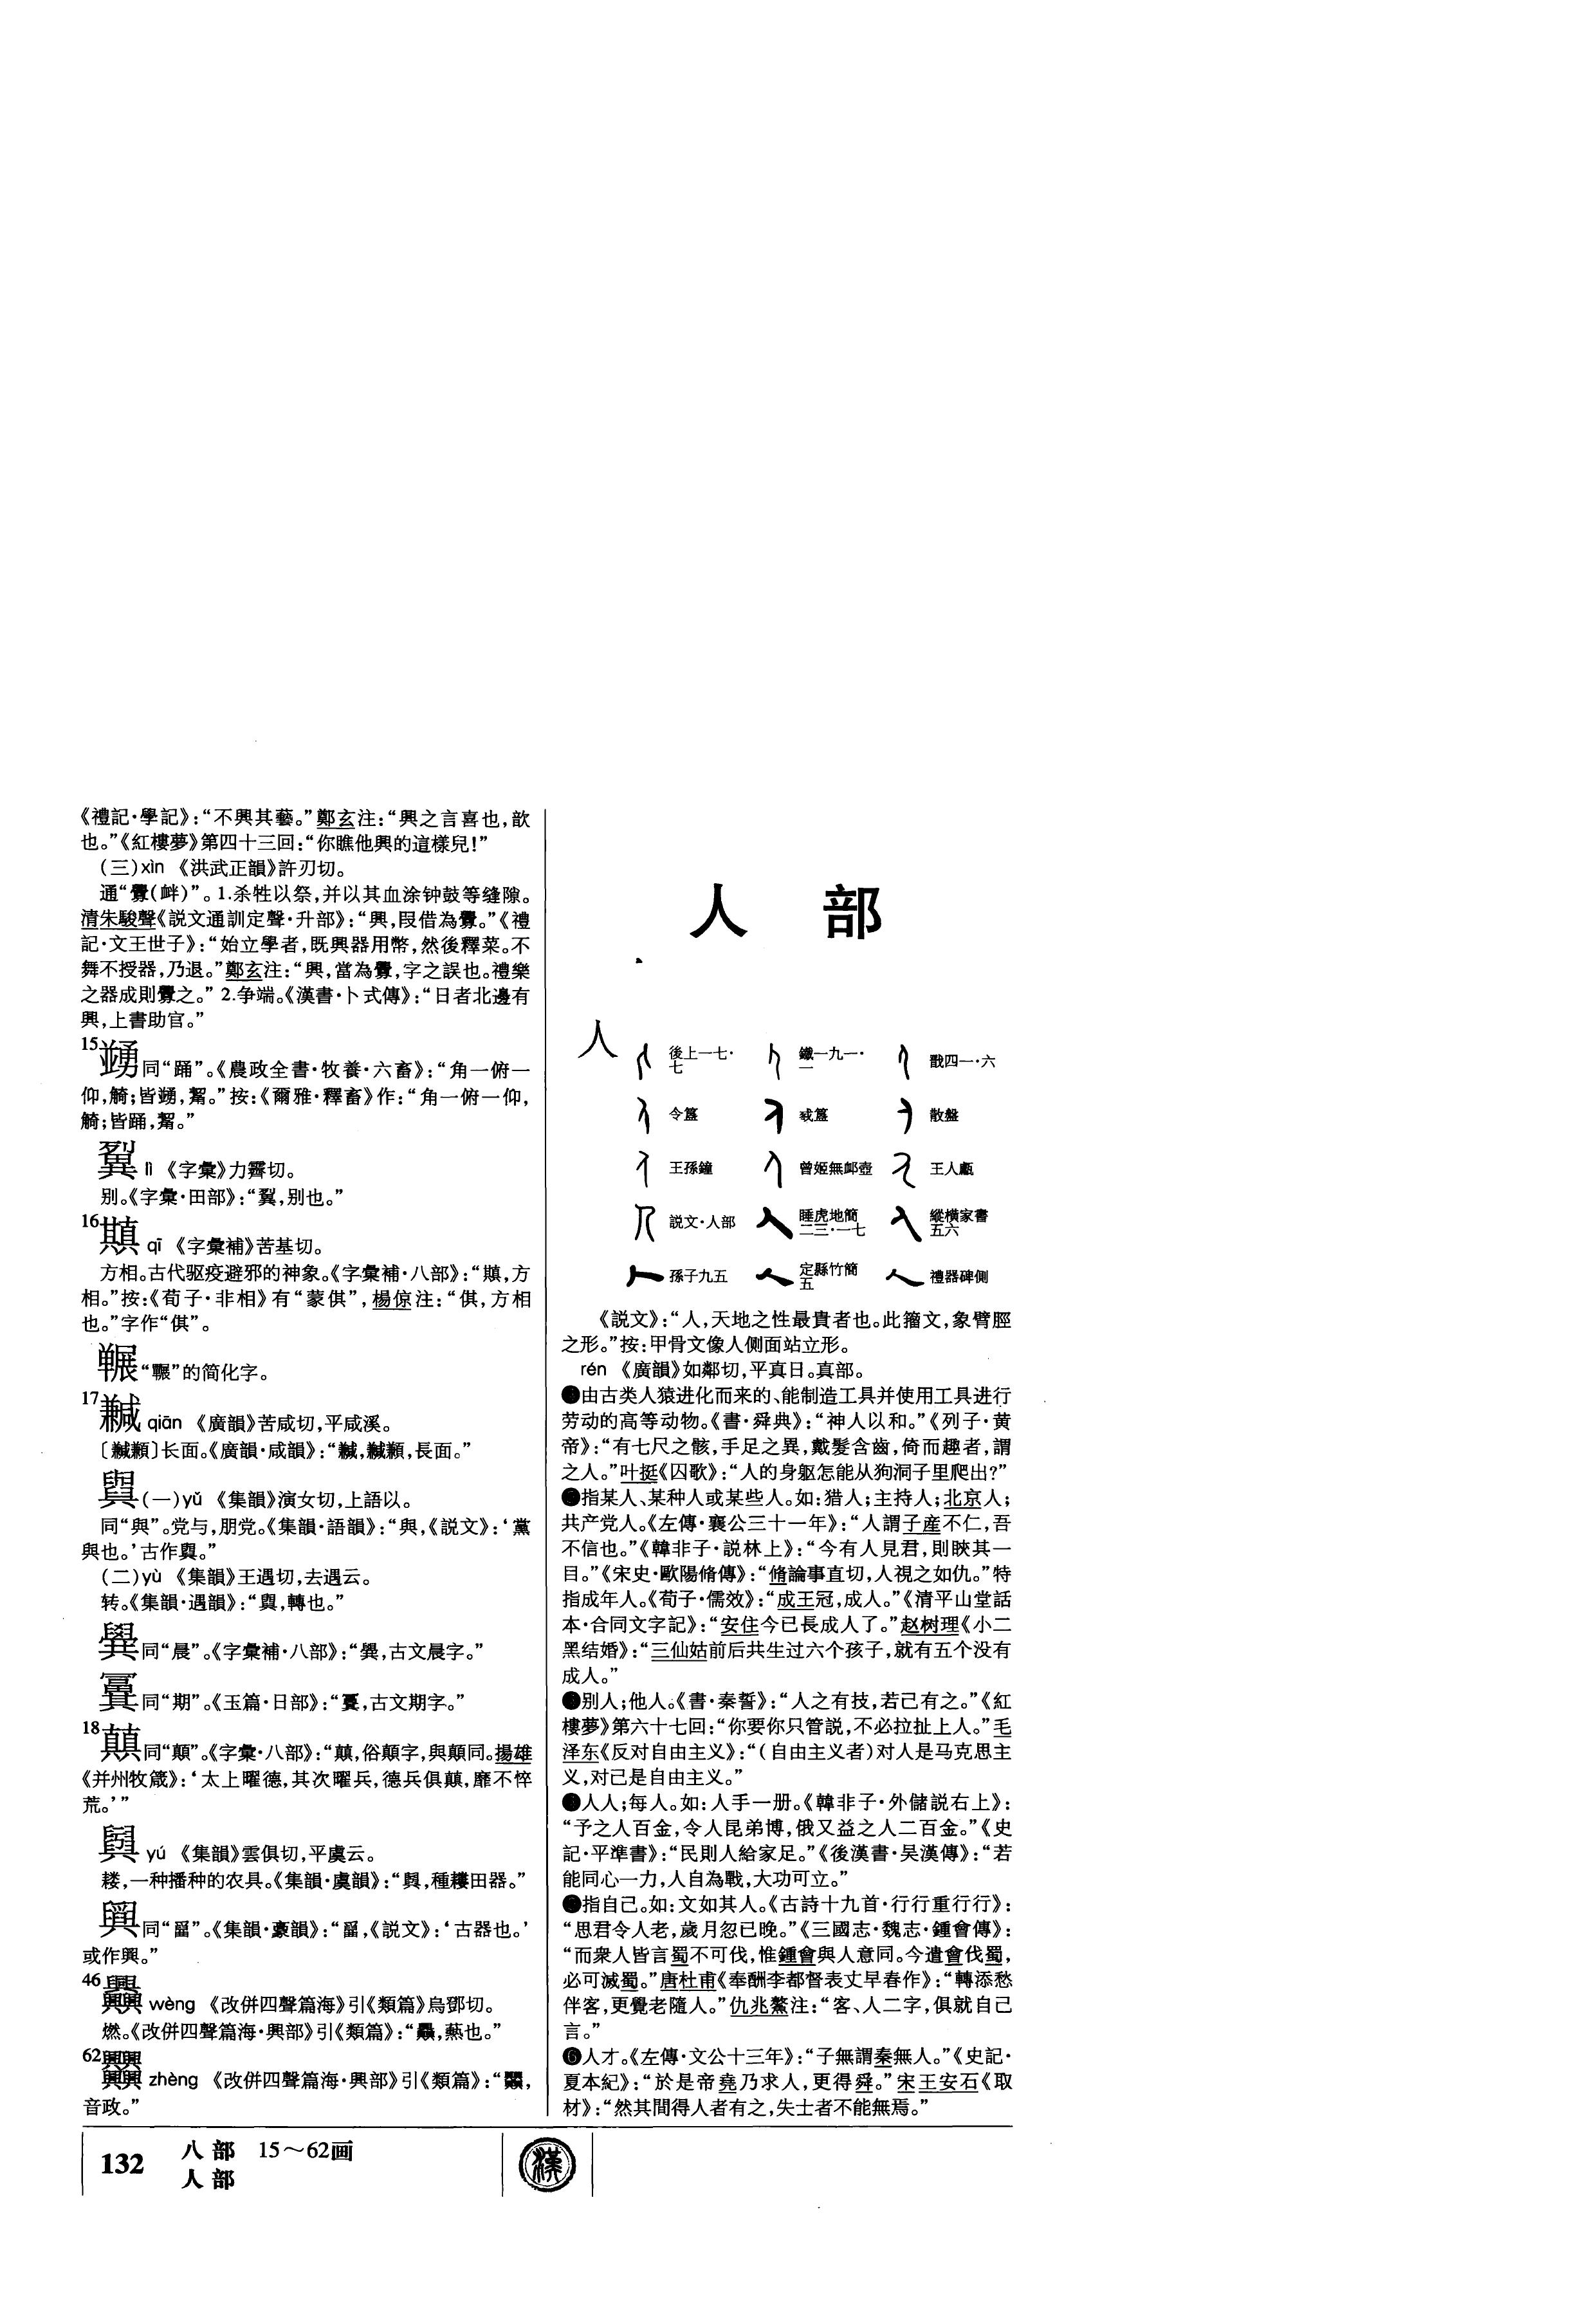 《禮記·學記》：“不興其藝。”鄭玄注：“興之言喜也，歆
也。”《紅樓夢》第四十三回：“你瞧他興的這樣兒！”
（三）xìn 《洪武正韻》許刃切。
通“釁（衅）”。1.杀牲以祭，并以其血涂钟鼓等缝隙。
清朱駿聲《説文通訓定聲·升部》：“興，叚借為釁。”《禮
記·文王世子》：“始立學者，既興器用幣，然後釋菜。不
舞不授器，乃退。”鄭玄注：“興，當為釁，字之誤也。禮樂
之器成則釁之。” 2.争端。《漢書·卜式傳》：“日者北邊有
興，上書助官。”
15
同“踊”。《農政全書·牧養·六畜》：“角一俯一
仰，觭；皆，觢。”按：《爾雅·釋畜》作：“角一俯一仰，
觭；皆踊，觢。”
lì 《字彙》力霽切。
别。《字彙·田部》：“，别也。”
16
qī 《字彙補》苦基切。
方相。古代驱疫避邪的神象。《字彙補·八部》：“，方
相。”按：《荀子·非相》有“蒙倛”，楊倞注：“倛，方相
也。”字作“倛”。
“”的简化字。
17
qiān 《廣韻》苦咸切，平咸溪。
〔〕长面。《廣韻·咸韻》：“，，長面。”
（一）yǔ 《集韻》演女切，上語以。
同“與”。党与，朋党。《集韻·語韻》：“與，《説文》：‘黨
與也。’古作。”
（二）yù 《集韻》王遇切，去遇云。
转。《集韻·遇韻》：“，轉也。”
同“晨”。《字彙補·八部》：“，古文晨字。”
同“期”。《玉篇·日部》：“，古文期字。”
18
顛同“顛”。《字彙·八部》：“，俗顛字，與顛同。揚雄
《并州牧箴》：‘太上曜德，其次曜兵，德兵俱顛，靡不悴
荒。’”
yú 《集韻》雲俱切，平虞云。
耧，一种播种的农具。《集韻·虞韻》：“，種耬田器。”
同“”。《集韻·豪韻》：“，《説文》：‘古器也。’
或作。”
46
wèng 《改併四聲篇海》引《類篇》烏鄧切。
燃。《改併四聲篇海·興部》引《類篇》：“，爇也。”
62
zhèng 《改併四聲篇海·興部》引《類篇》：“，
音政。”
人 部
人
後上一七·七 鐵一九一·一 戬四一·六
令簋 簋 散盤
王孫鐘 曾姬無卹壺 王人甗
説文·人部 睡虎地簡二三·一七 縱横家書五六
孫子九五 定縣竹簡五 禮器碑側
《説文》：“人，天地之性最貴者也。此籀文，象臂脛
之形。”按：甲骨文像人侧面站立形。
rén 《廣韻》如鄰切，平真日。真部。
由古类人猿进化而来的、能制造工具并使用工具进行
劳动的高等动物。《書·舜典》：“神人以和。”《列子·黄
帝》：“有七尺之骸，手足之異，戴髮含齒，倚而趣者，謂
之人。”叶挺《囚歌》：“人的身躯怎能从狗洞子里爬出？”
指某人、某种人或某些人。如：猎人；主持人；北京人；
共产党人。《左傳·襄公三十一年》：“人謂子産不仁，吾
不信也。”《韓非子·説林上》：“今有人見君，則䀹其一
目。”《宋史·歐陽脩傳》：“脩論事直切，人視之如仇。”特
指成年人。《荀子·儒效》：“成王冠，成人。”《清平山堂話
本·合同文字記》：“安住今已長成人了。”赵树理《小二
黑结婚》：“三仙姑前后共生过六个孩子，就有五个没有
成人。”
别人；他人。《書·秦誓》：“人之有技，若己有之。”《紅
樓夢》第六十七回：“你要你只管説，不必拉扯上人。”毛
泽东《反对自由主义》：“（自由主义者）对人是马克思主
义，对己是自由主义。”
人人；每人。如：人手一册。《韓非子·外儲説右上》：
“予之人百金，令人昆弟博，俄又益之人二百金。”《史
記·平準書》：“民則人給家足。”《後漢書·吴漢傳》：“若
能同心一力，人自為戰，大功可立。”
指自己。如：文如其人。《古詩十九首·行行重行行》：
“思君令人老，歲月忽已晚。”《三國志·魏志·鍾會傳》：
“而衆人皆言蜀不可伐，惟鍾會與人意同。今遣會伐蜀，
必可滅蜀。”唐杜甫《奉酬李都督表丈早春作》：“轉添愁
伴客，更覺老隨人。”仇兆鰲注：“客、人二字，俱就自己
言。”
❻人才。《左傳·文公十三年》：“子無謂秦無人。”《史記·
夏本紀》：“於是帝堯乃求人，更得舜。”宋王安石《取
材》：“然其間得人者有之，失士者不能無焉。”
132 八部 15～62画
人部
漢